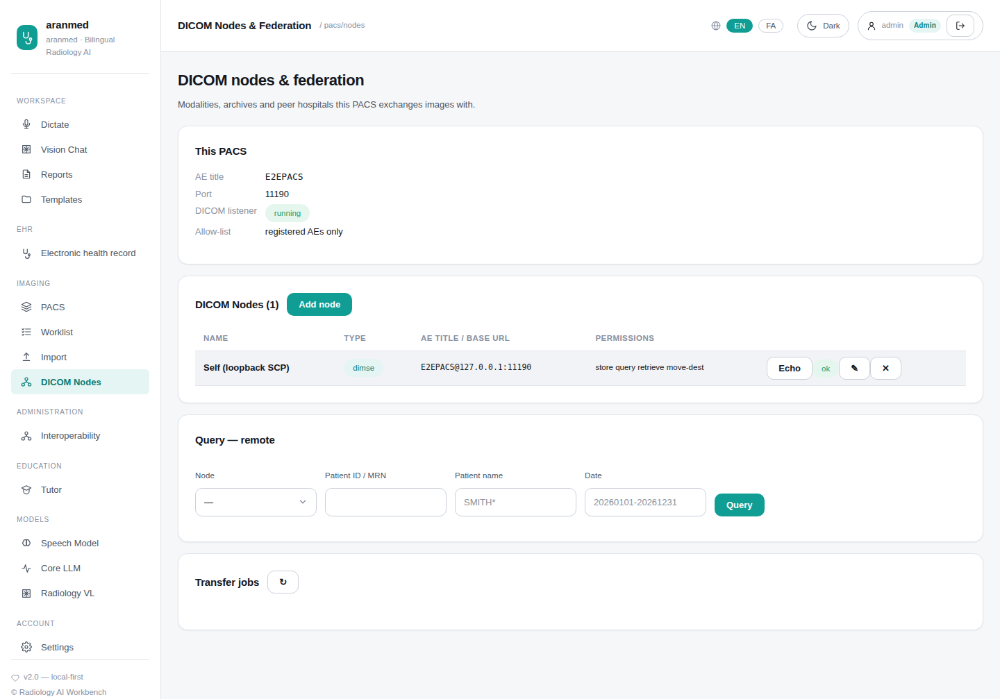 aranmed
aranmed · Bilingual
Radiology AI
WORKSPACE
Dictate
Vision Chat
Reports
Templates
EHR
Electronic health record
IMAGING
PACS
Worklist
Import
DICOM Nodes
ADMINISTRATION
Interoperability
EDUCATION
Tutor
MODELS
Speech Model
Core LLM
Radiology VL
ACCOUNT
Settings
v2.0 — local-first
© Radiology AI Workbench
DICOM Nodes & Federation / pacs/nodes
EN FA Dark admin Admin
DICOM nodes & federation
Modalities, archives and peer hospitals this PACS exchanges images with.
This PACS
AE title E2EPACS
Port 11190
DICOM listener running
Allow-list registered AEs only
DICOM Nodes (1) Add node
NAME TYPE AE TITLE / BASE URL PERMISSIONS
Self (loopback SCP) dimse E2EPACS@127.0.0.1:11190 store query retrieve move-dest Echo ok ✎ ✕
Query — remote
Node Patient ID / MRN Patient name Date
— SMITH* 20260101-20261231 Query
Transfer jobs ↻